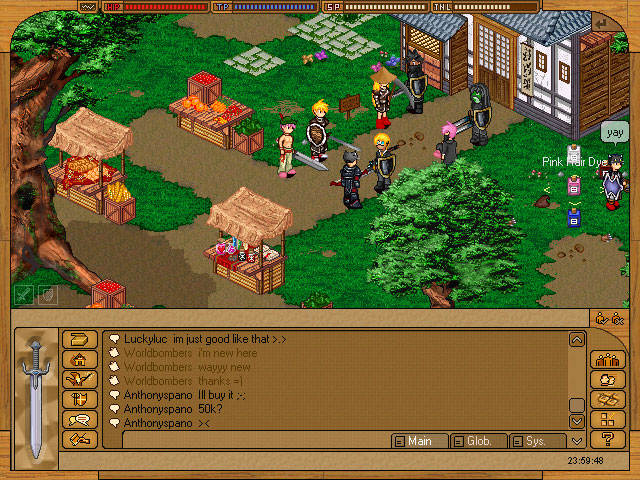 HP
TP
SP
TNL
yay
Pink Hair Dye
Luckyluc im just good like that >.>
Worldbombers i'm new here
Worldbombers wayyy new
Worldbombers thanks =]
Anthonyspano Ill buy it ;-;
Anthonyspano 50k?
Anthonyspano ><
Main
Glob.
Sys.
23:59:48